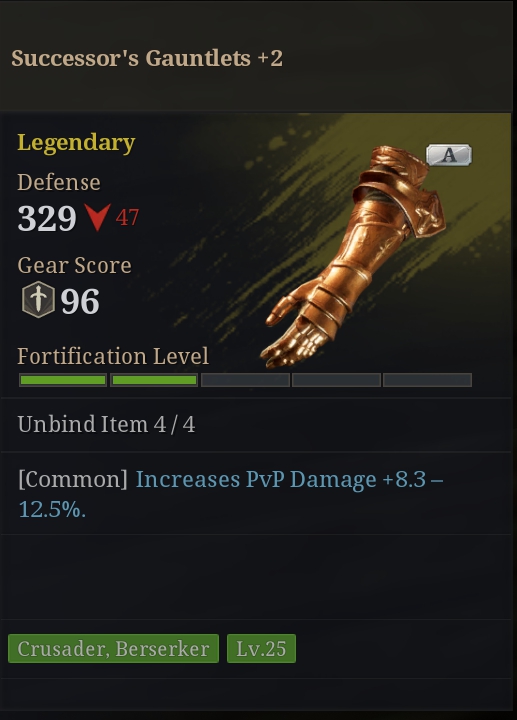 Successor's Gauntlets +2
Legendary
A
Defense
329 47
Gear Score
96
Fortification Level
Unbind Item 4 / 4
[Common] Increases PvP Damage +8.3 –
12.5%.
Crusader, Berserker Lv.25